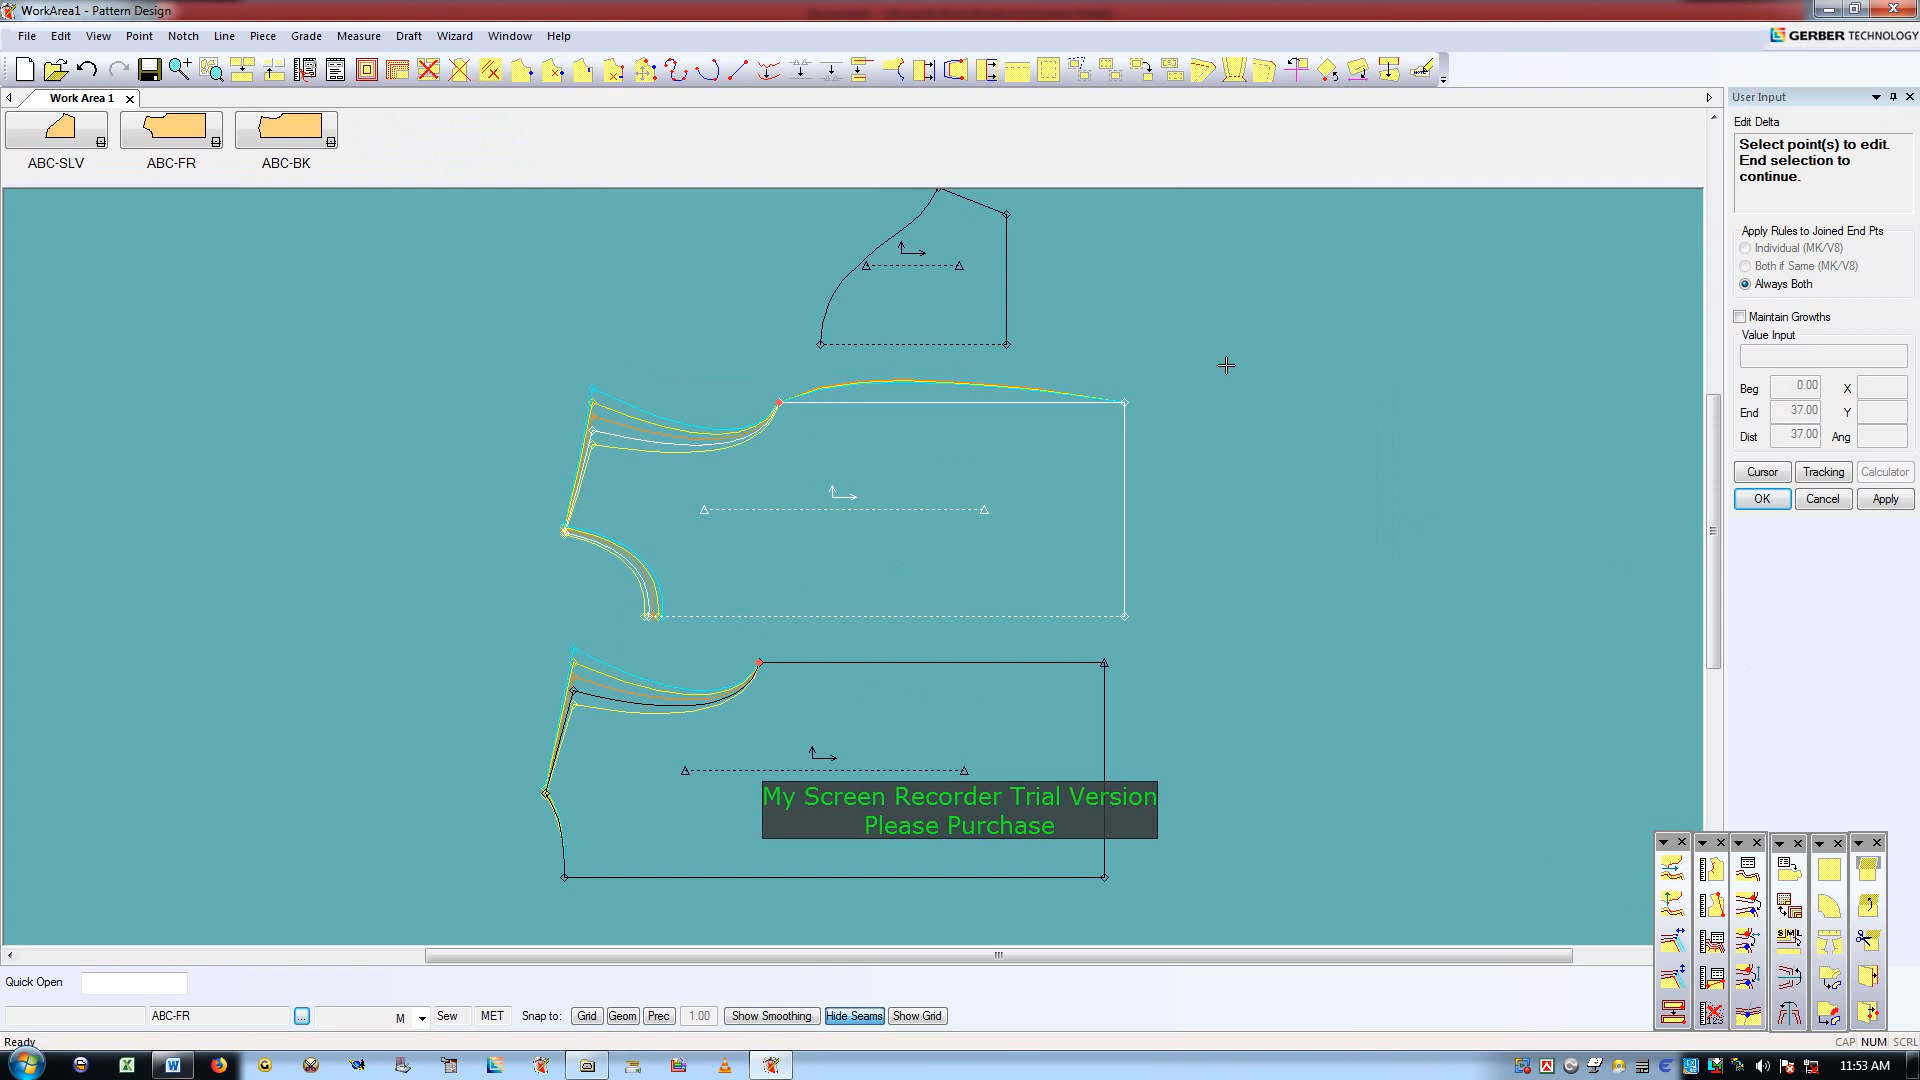 WorkArea1 - Pattern Design
File Edit View Point Notch Line Piece Grade Measure Draft Wizard Window Help
GERBER TECHNOLOGY
Work Area 1
User Input
Edit Delta
Select point(s) to edit.
End selection to
continue.
ABC-SLV ABC-FR ABC-BK
Apply Rules to Joined End Pts
Individual (MK/V8)
Both if Same (MK/V8)
Always Both
Maintain Growths
Value Input
Beg 0.00 X
End 37.00 Y
Dist 37.00 Ang
Cursor Tracking Calculator
OK Cancel Apply
My Screen Recorder Trial Version
Please Purchase
Quick Open
ABC-FR ... M Sew MET Snap to: Grid Geom Prec 1.00 Show Smoothing Hide Seams Show Grid
Ready
CAP NUM SCRL
11:53 AM